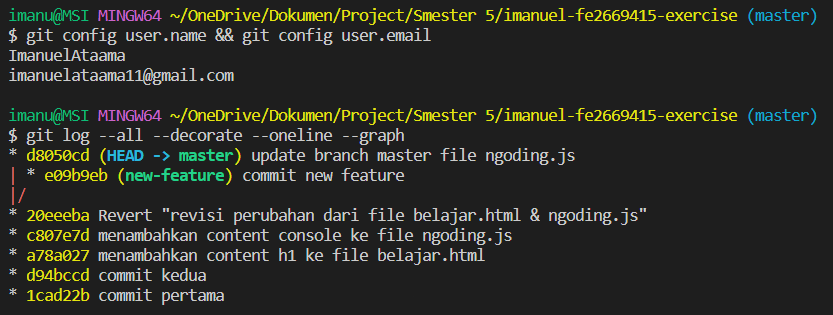 imanu@MSI MINGW64 ~/OneDrive/Dokumen/Project/Smester 5/imanuel-fe2669415-exercise (master)
$ git config user.name && git config user.email
ImanuelAtaama
imanuelataama11@gmail.com
imanu@MSI MINGW64 ~/OneDrive/Dokumen/Project/Smester 5/imanuel-fe2669415-exercise (master)
$ git log --all --decorate --oneline --graph
* d8050cd (HEAD -> master) update branch master file ngoding.js
| * e09b9eb (new-feature) commit new feature
|/
* 20eeeba Revert "revisi perubahan dari file belajar.html & ngoding.js"
* c807e7d menambahkan content console ke file ngoding.js
* a78a027 menambahkan content h1 ke file belajar.html
* d94bccd commit kedua
* 1cad22b commit pertama